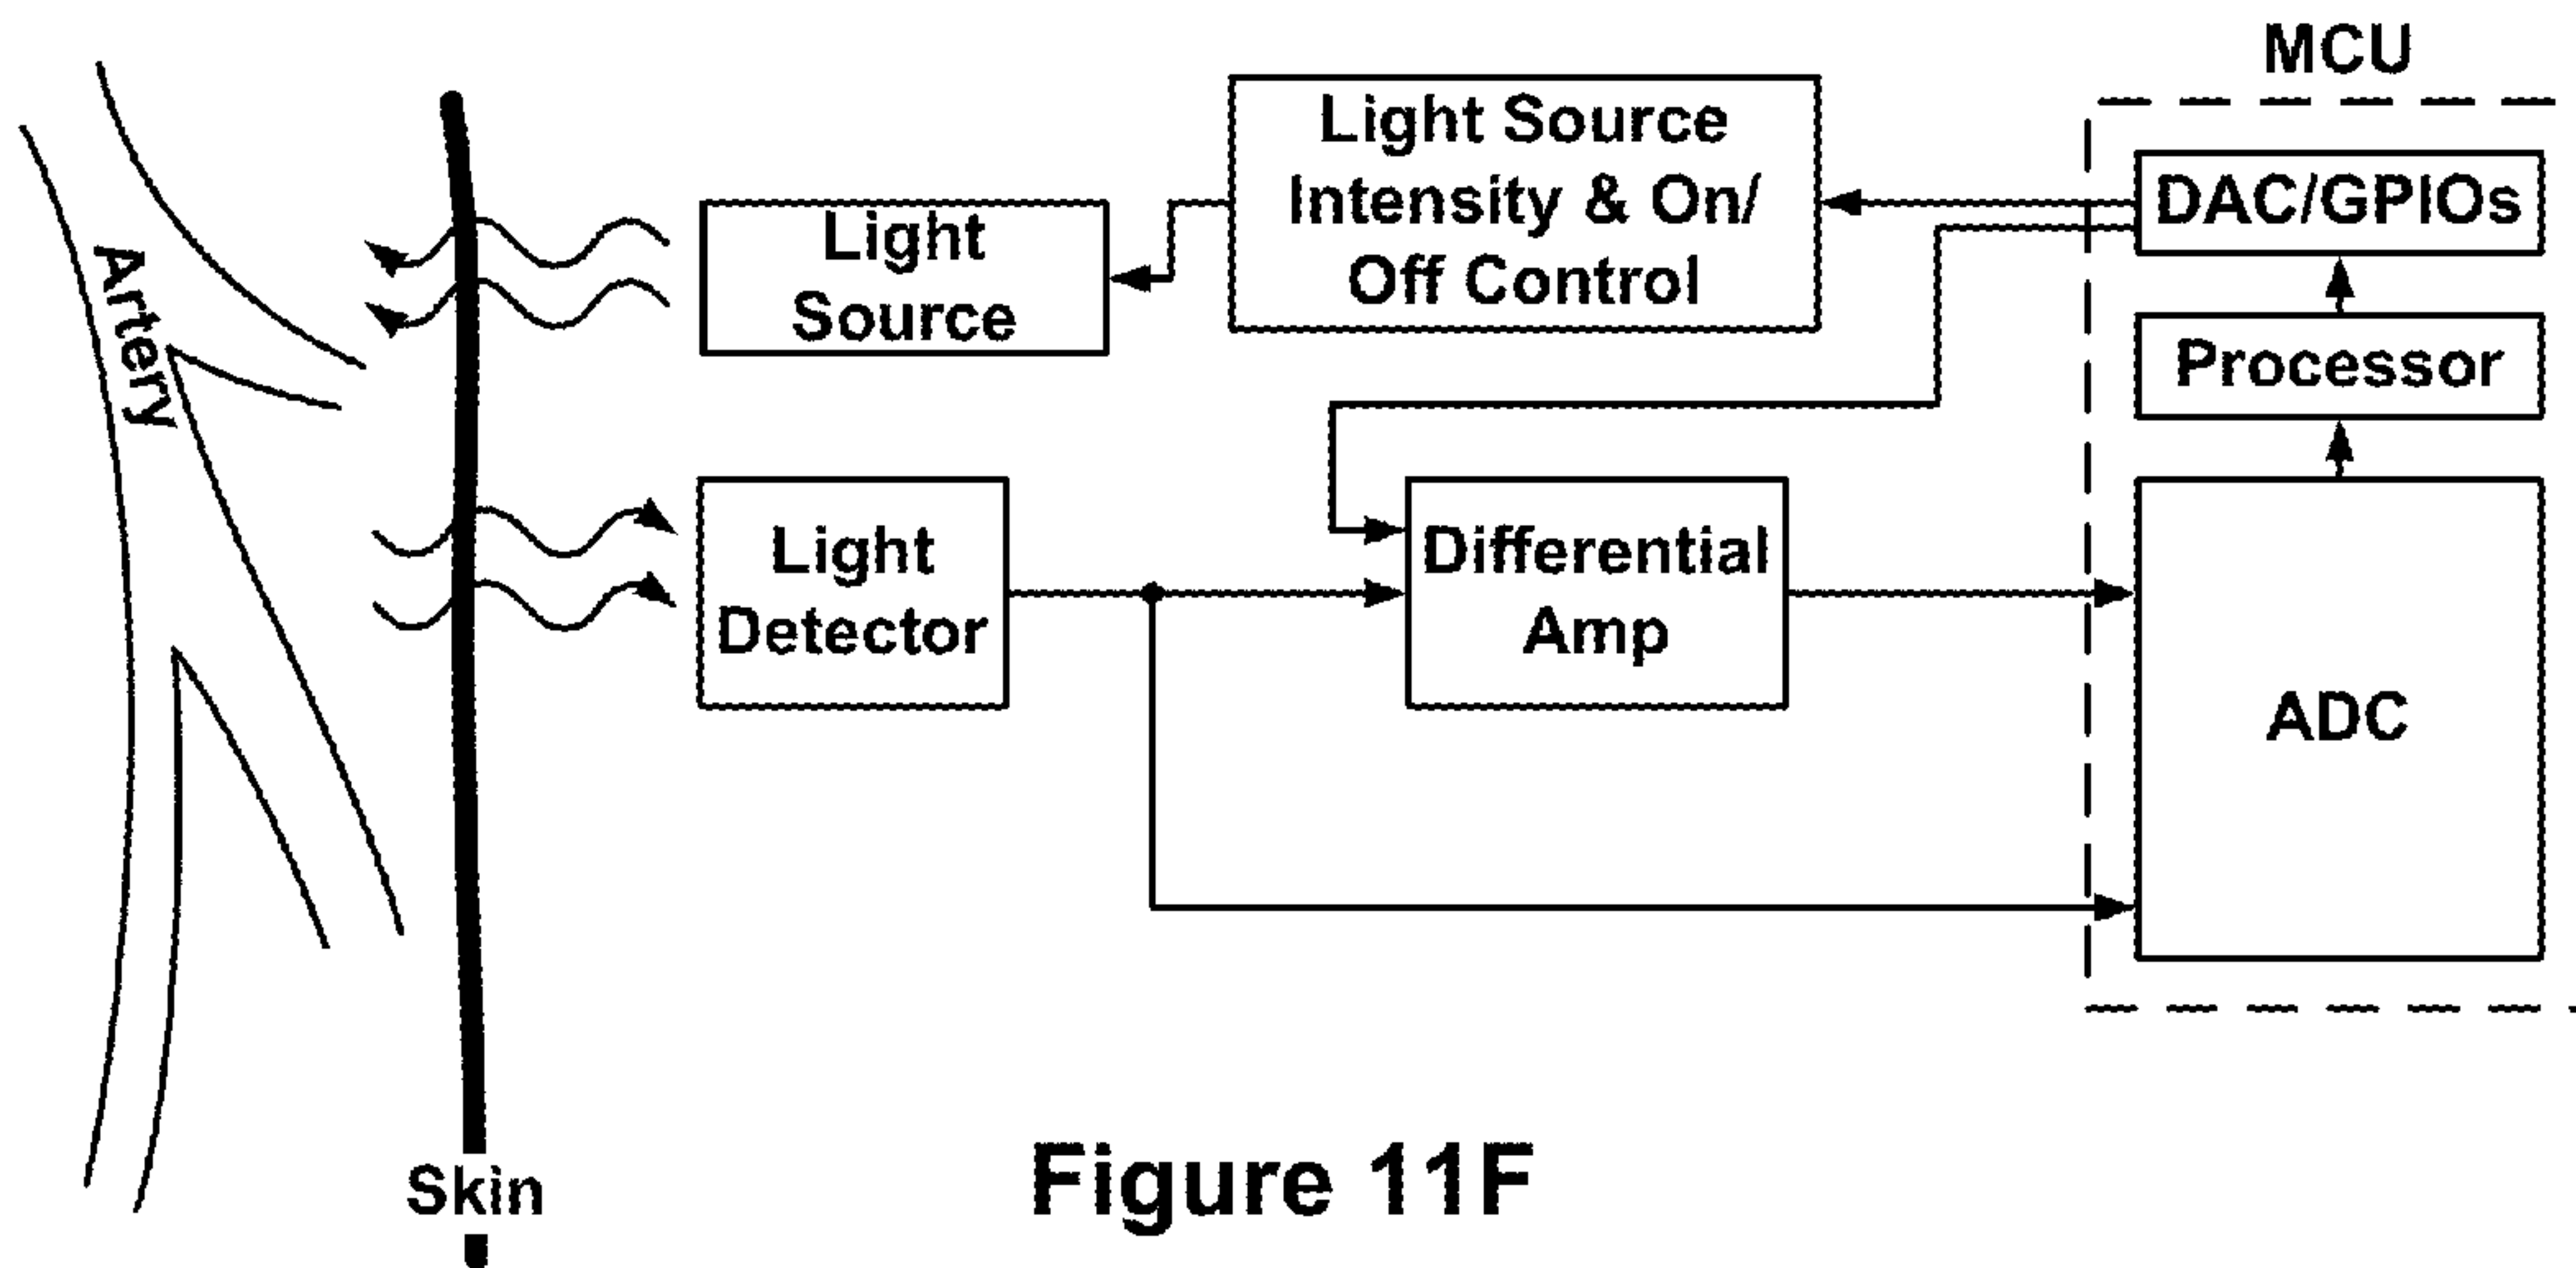 MCU
Light Source
Intensity & On/
Off Control
DAC/GPIOs
Light
Source
Artery
Processor
Light
Detector
Differential
Amp
ADC
Skin
Figure 11F